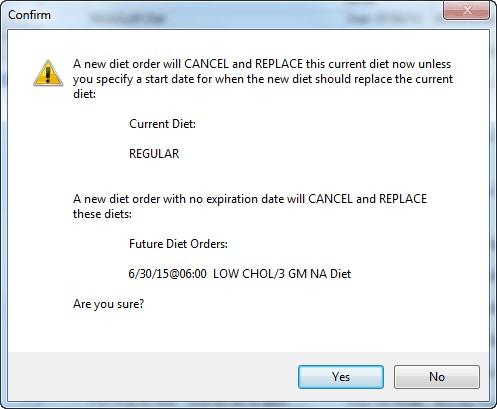 Confirm
A new diet order will CANCEL and REPLACE this current diet now unless
you specify a start date for when the new diet should replace the current
diet:
Current Diet:
REGULAR
A new diet order with no expiration date will CANCEL and REPLACE
these diets:
Future Diet Orders:
6/30/15@06:00  LOW CHOL/3 GM NA Diet
Are you sure?
Yes
No